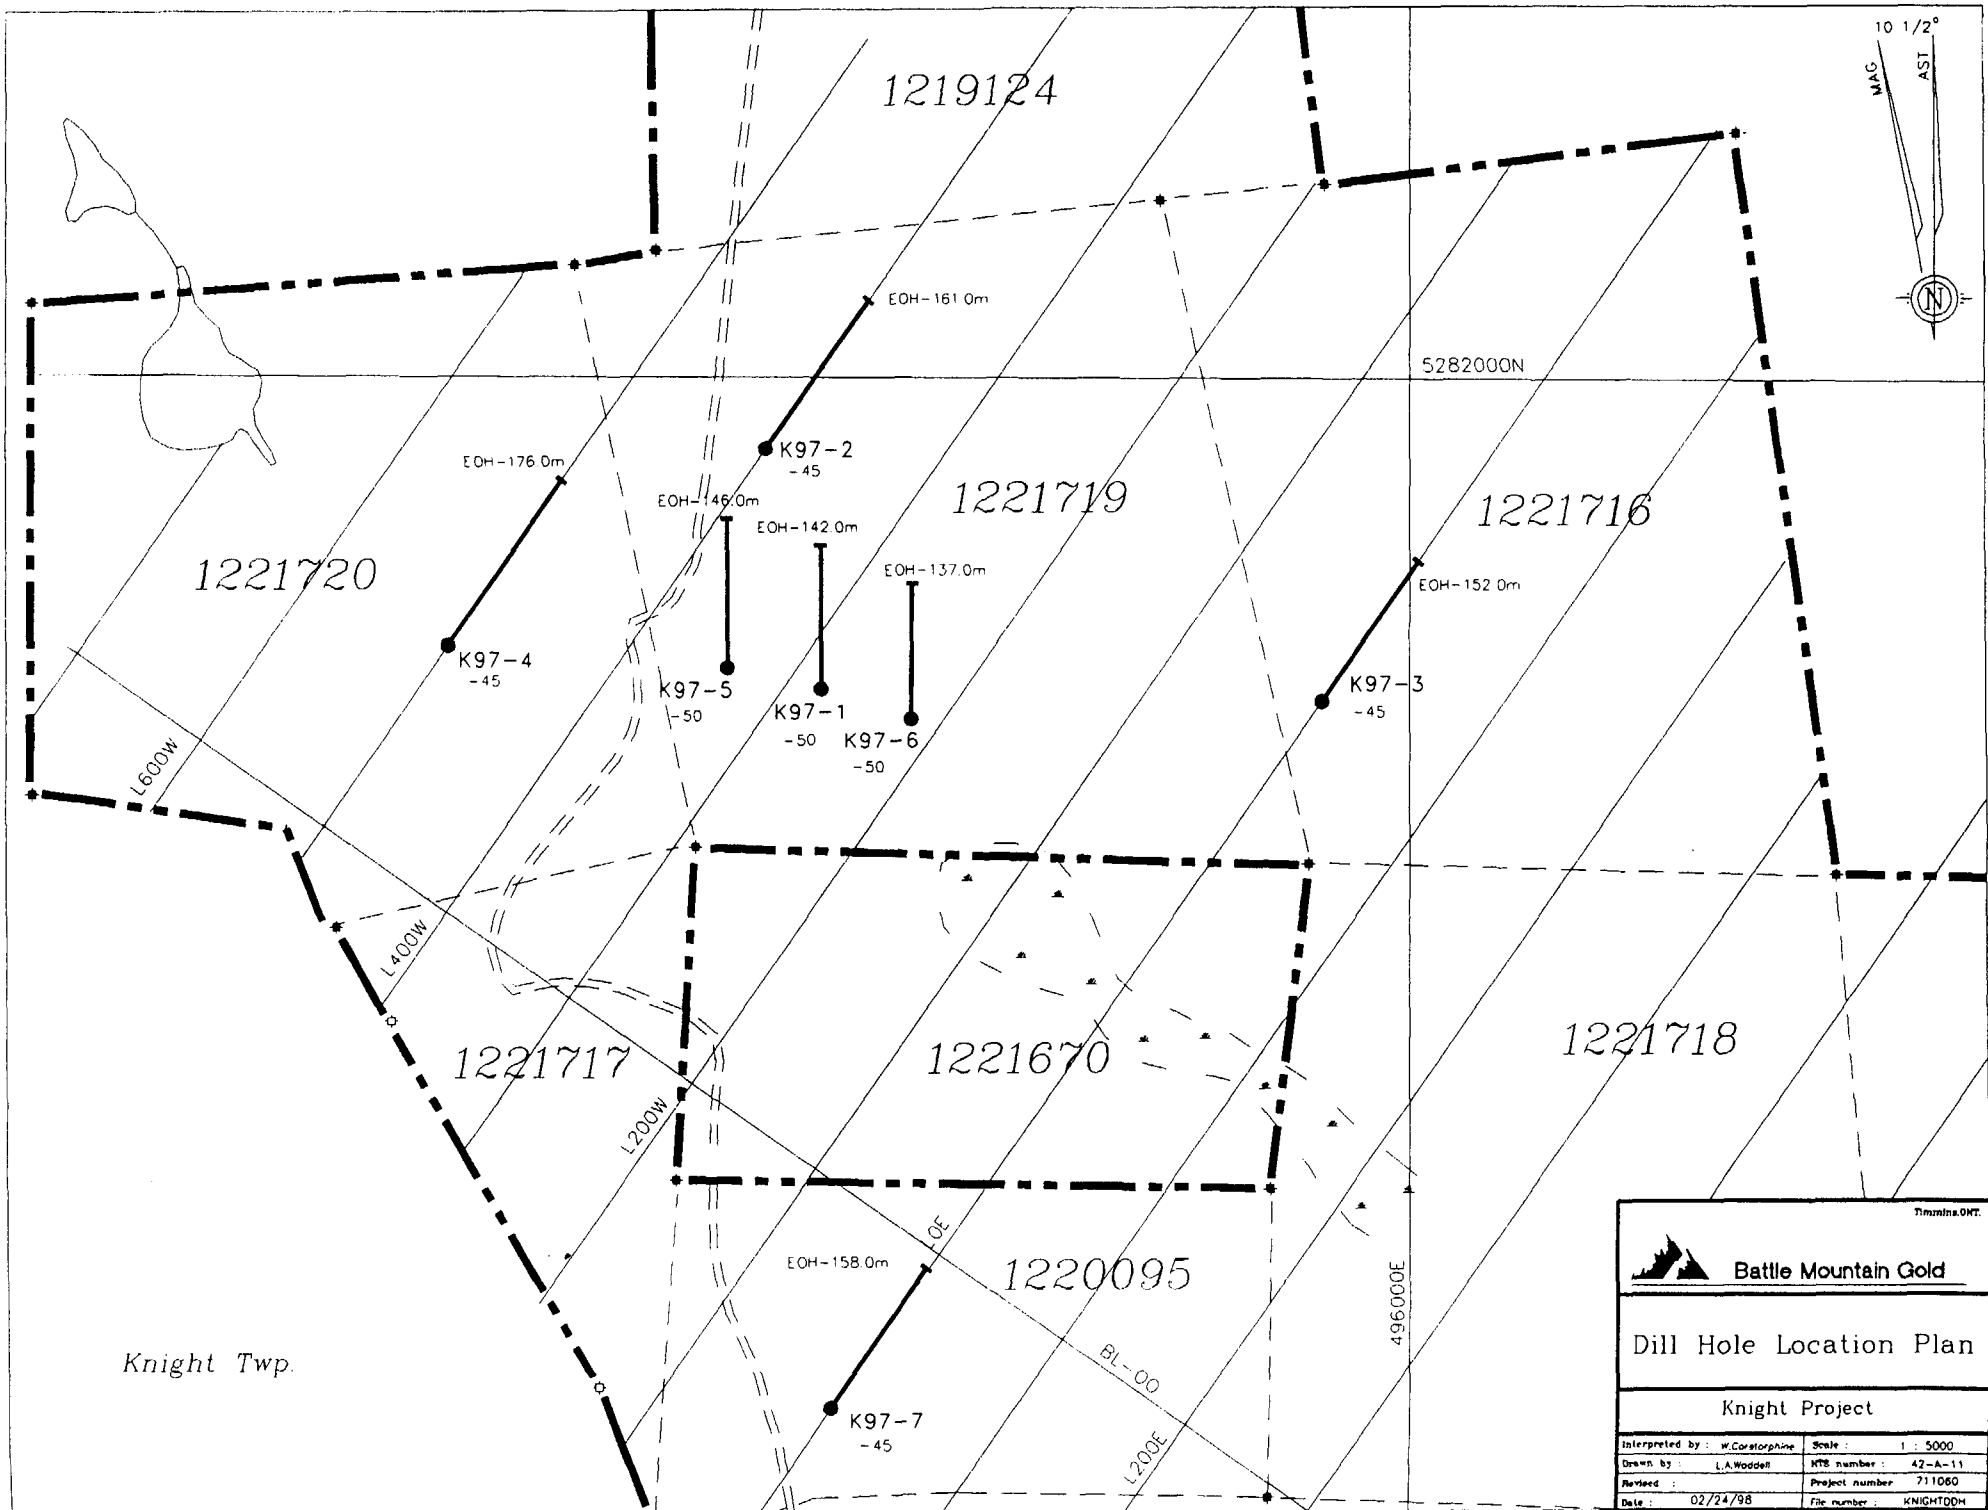 10 1/2°
MAG
AST
N
1219124
EOH-161.0m
5282000N
K97-2
-45
EOH-176.0m
EOH-146.0m
EOH-142.0m
1221719
1221716
EOH-137.0m
EOH-152.0m
1221720
K97-4
-45
K97-5
-50
K97-1
-50
K97-6
-50
K97-3
-45
L600W
L400W
1221717
1221670
1221718
L200W
L0E
EOH-158.0m
1220095
496000E
BL-00
L200E
Knight Twp.
K97-7
-45
Timmins.ONT.
Battle Mountain Gold
Dill Hole Location Plan
Knight Project
Interpreted by : W.Corstorphine
Scale : 1 : 5000
Drawn by : L.A.Woddell
NTS number : 42-A-11
Revised :
Project number 711060
Date : 02/24/98
File number : KNIGHTDDH